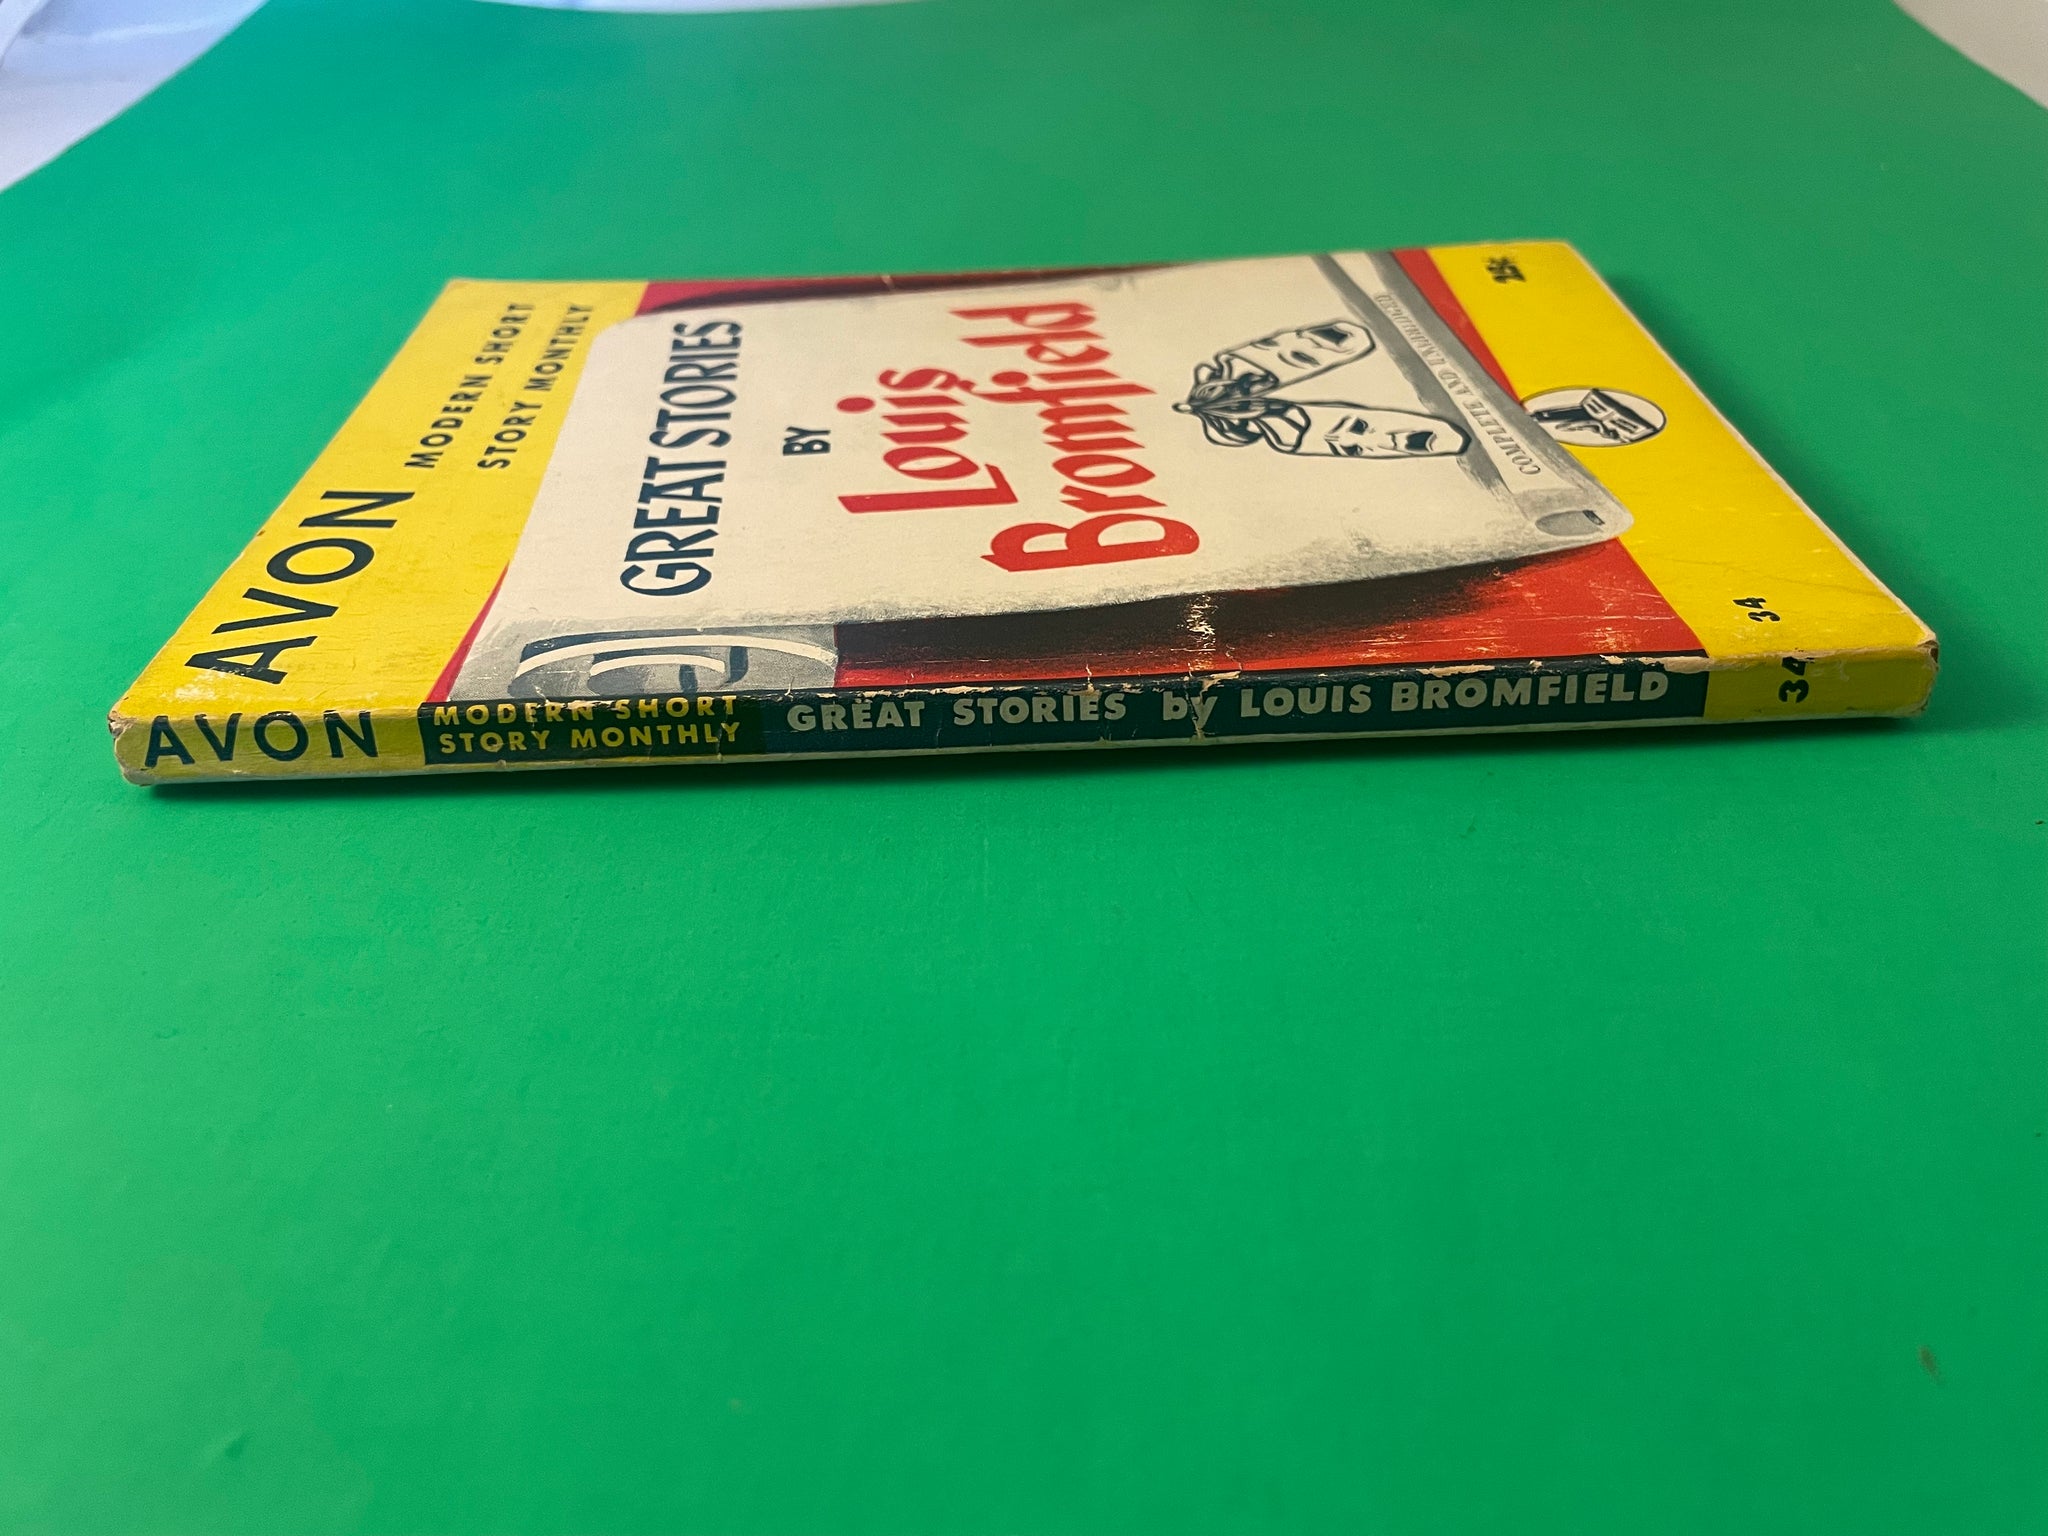 AVON
MODERN SHORT
STORY MONTHLY
GREAT STORIES
BY
Louis
Bromfield
COMPLETE AND UNABRIDGED
25¢
34
AVON
MODERN SHORT
STORY MONTHLY
GREAT STORIES by LOUIS BROMFIELD
34